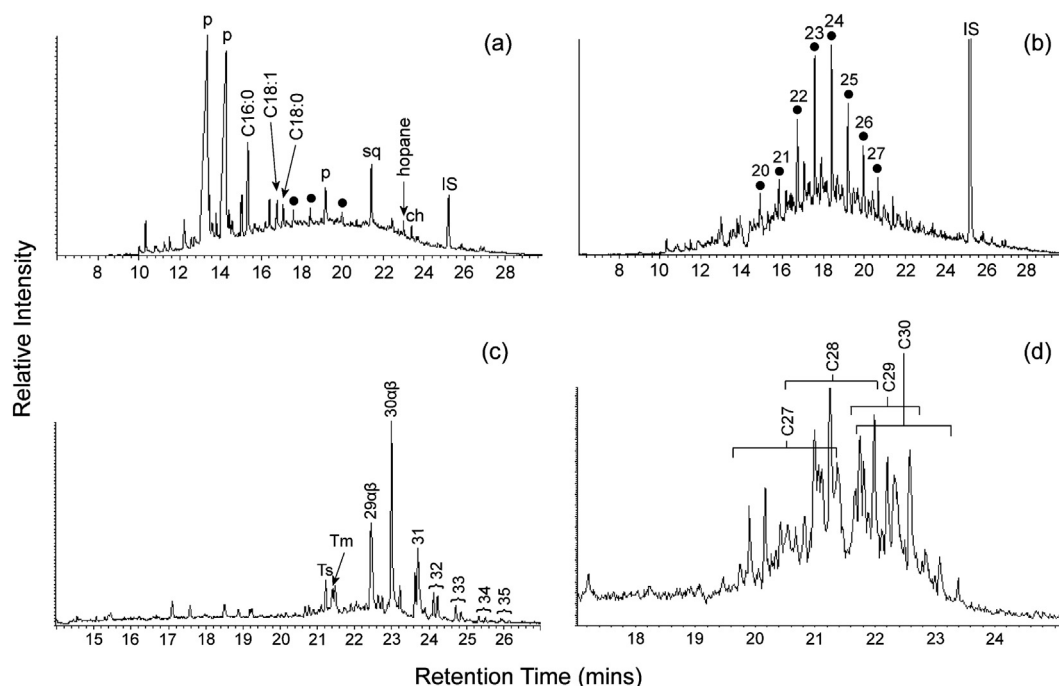 (a)
p
p
C16:0
C18:1
C18:0
p
sq
hopane
ch
IS
10 12 14 16 18 20 22 24 26 28
(b)
20
21
22
23
24
25
26
27
IS
8 10 12 14 16 18 20 22 24 26 28
(c)
Ts
Tm
29αβ
30αβ
31
32
33
34
35
15 16 17 18 19 20 21 22 23 24 25 26
(d)
C27
C28
C29
C30
18 19 20 21 22 23 24
Relative Intensity
Retention Time (mins)